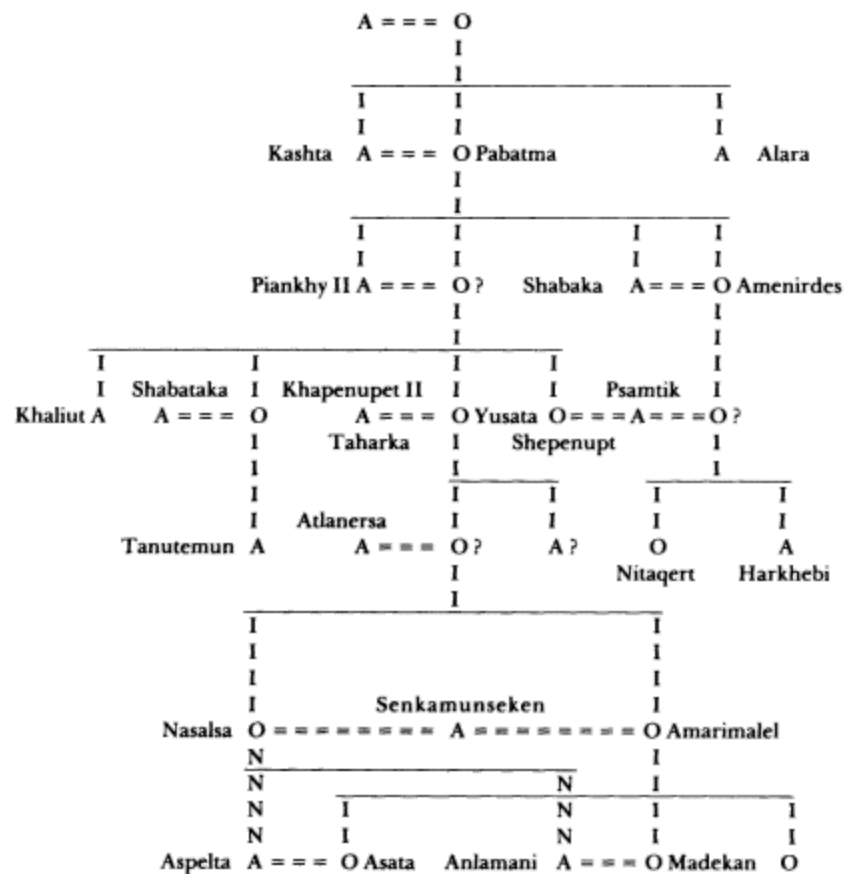 A = = = O
I
I
I I I
I I I
Kashta A = = = O Pabatma A Alara
I
I
I I I I
I I I I
Piankhy II A = = = O ? Shabaka A = = = O Amenirdes
I I
I I
I I I I I
I Shabataka I Khapenupet II I I Psamtik I
Khaliut A A = = = O A = = = O Yusata O = = = A = = = O ?
I Taharka I Shepenupt I
I I I
I I I I I
I Atlanersa I I I I
Tanutemun A A = = = O ? A ? O A
I Nitaqert Harkhebi
I
I I
I I
I I
I Senkamunseken I
Nasalsa O = = = = = = = = A = = = = = = = = O Amarimalel
N I
N N I
N I N I I
N I N I I
Aspelta A = = = O Asata Anlamani A = = = O Madekan O